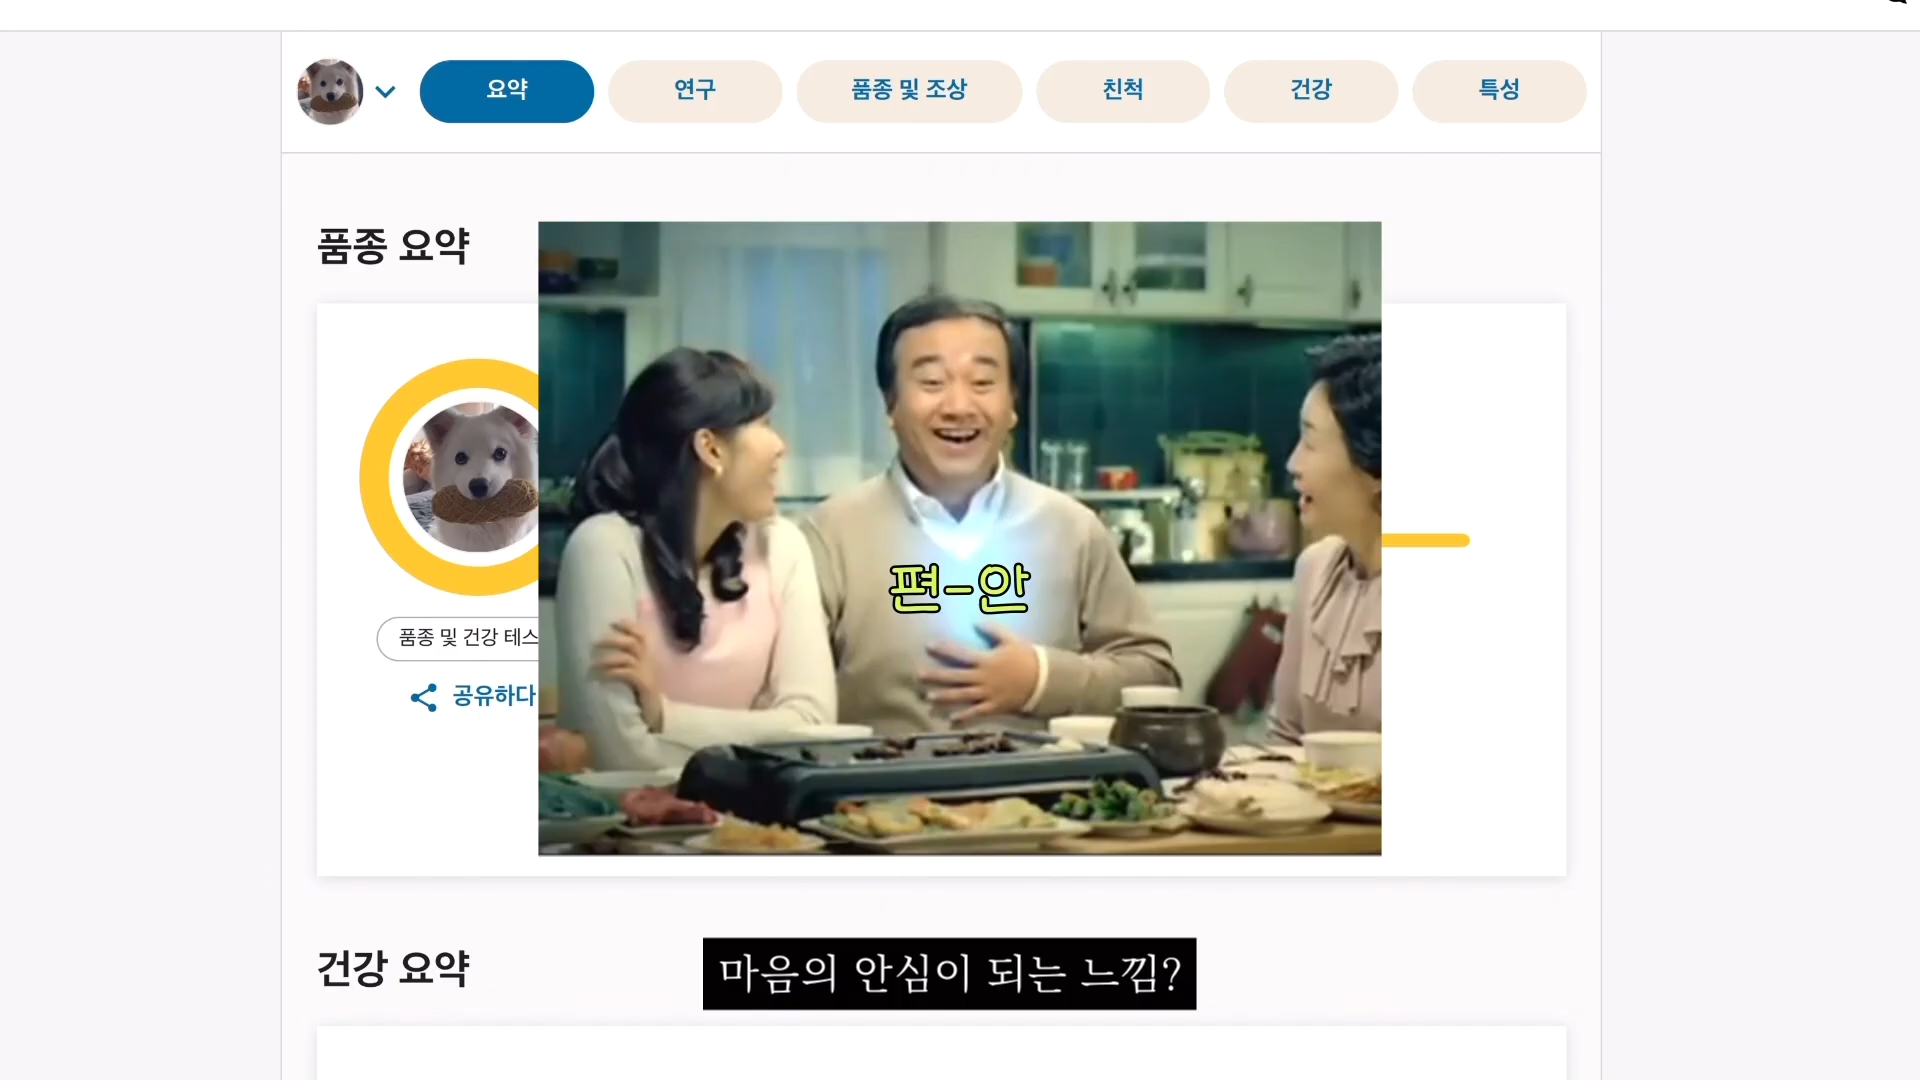 요약
연구
품종 및 조상
친척
건강
특성
품종 요약
편-안
품종 및 건강 테스
공유하다
건강 요약
마음의 안심이 되는 느낌?